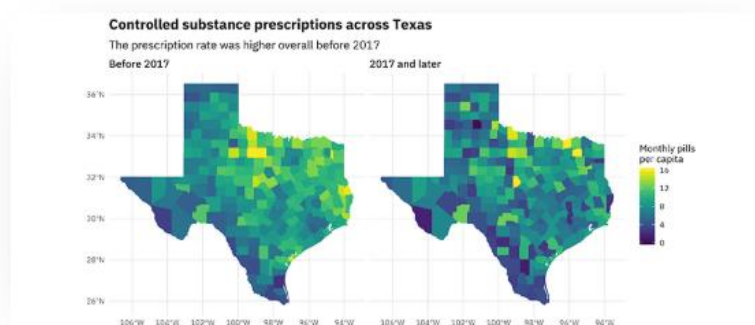 Controlled substance prescriptions across Texas
The prescription rate was higher overall before 2017
Before 2017
2017 and later
36°N
34°N
32°N
30°N
28°N
26°N
106°W 104°W 102°W 100°W 98°W 96°W 94°W
106°W 104°W 102°W 100°W 98°W 96°W 94°W
Monthly pills
per capita
16
12
8
4
0